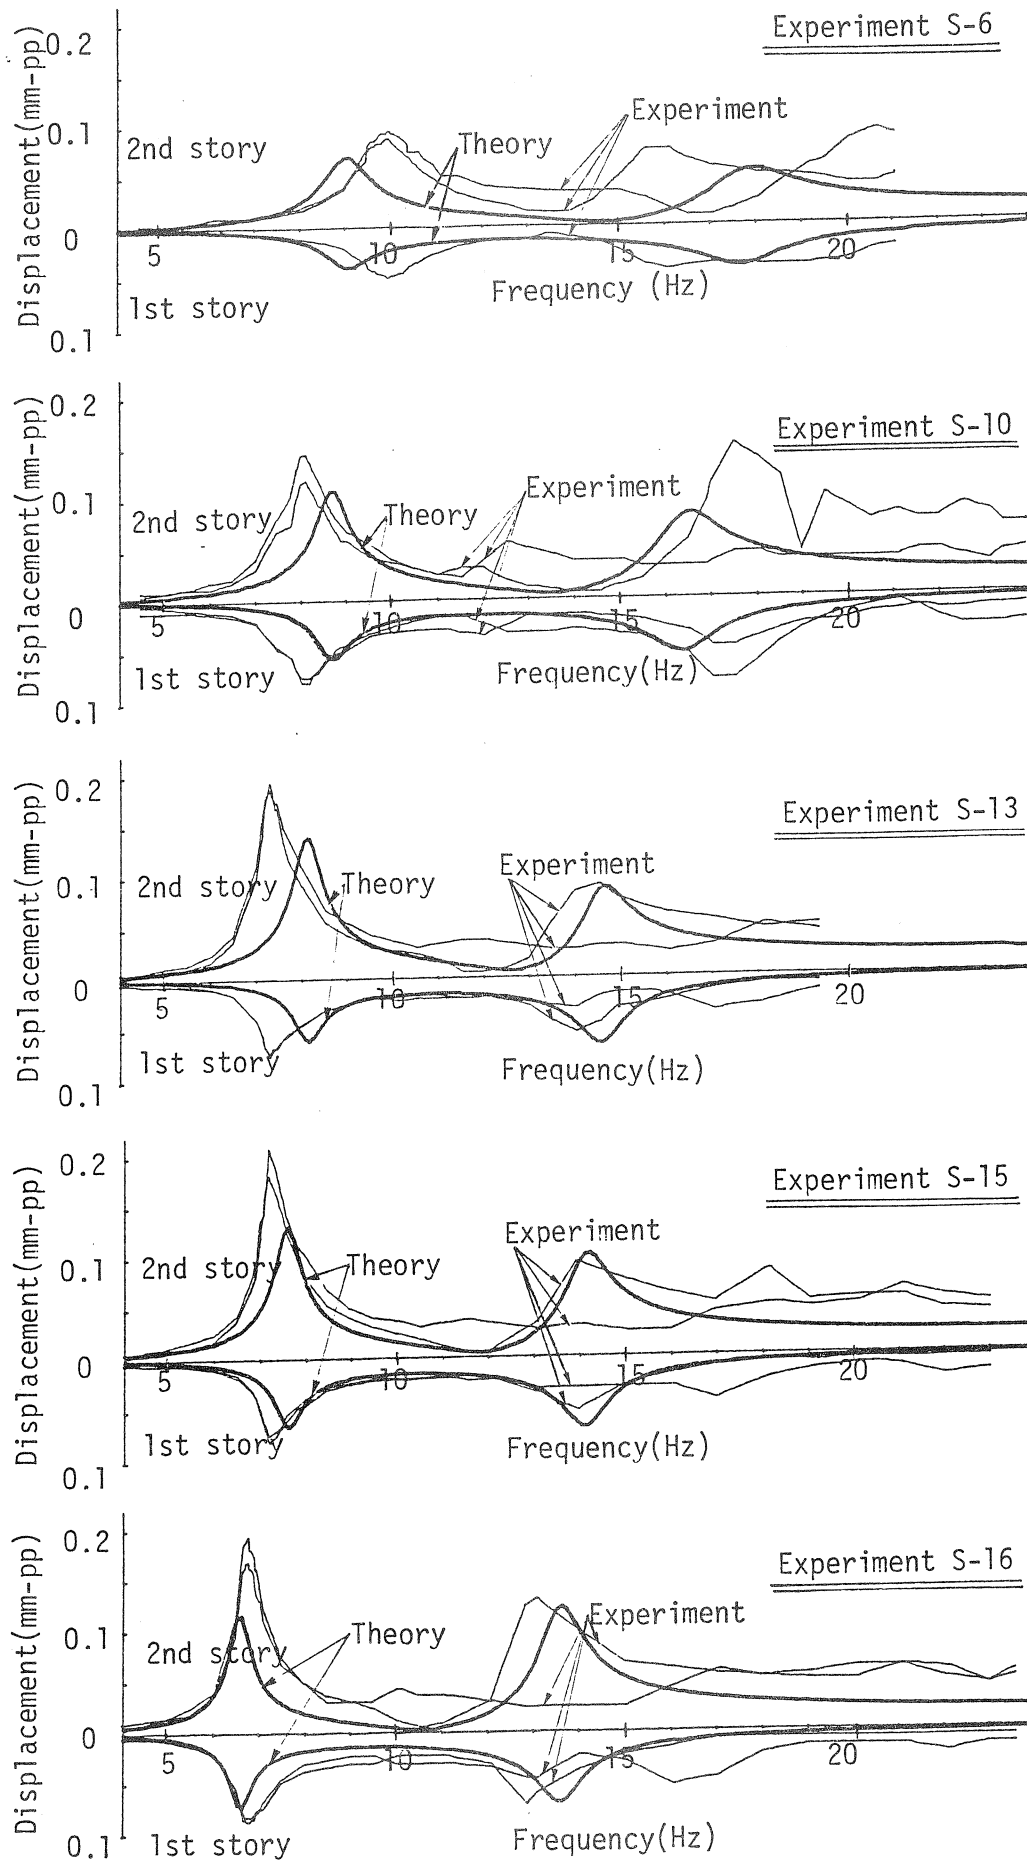 Experiment S-6
Displacement(mm-pp)
0.2
0.1
0
0.1
2nd story
Theory
Experiment
5
10
15
20
Frequency (Hz)
1st story
Experiment S-10
Displacement(mm-pp)
0.2
0.1
0
0.1
2nd story
Theory
Experiment
5
10
15
20
Frequency(Hz)
1st story
Experiment S-13
Displacement(mm-pp)
0.2
0.1
0
0.1
2nd story
Theory
Experiment
5
10
15
20
Frequency(Hz)
1st story
Experiment S-15
Displacement(mm-pp)
0.2
0.1
0
0.1
2nd story
Theory
Experiment
5
10
15
20
Frequency(Hz)
1st story
Experiment S-16
Displacement(mm-pp)
0.2
0.1
0
0.1
2nd story
Theory
Experiment
5
10
15
20
Frequency(Hz)
1st story